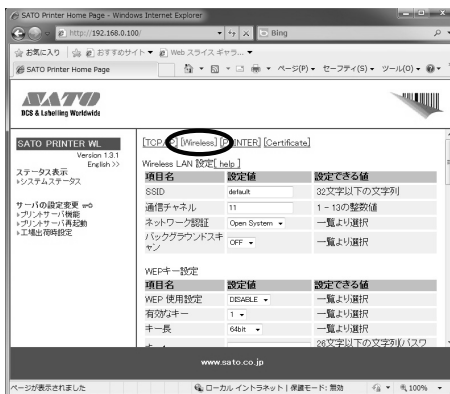 SATO Printer Home Page - Windows Internet Explorer
http://192.168.0.100/
Bing
お気に入り おすすめサイト Web スライス ギャラ...
SATO Printer Home Page ページ(P) セーフティ(S) ツール(O)
SATO
DCS & Labelling Worldwide
SATO PRINTER WL
Version 1.3.1
English >>
ステータス表示
システムステータス
サーバの設定変更
プリントサーバ機能
プリントサーバ再起動
工場出荷時設定
[Wireless] [Certificate]
Wireless LAN 設定[ help ]
項目名 設定値 設定できる値
SSID default 32文字以下の文字列
通信チャネル 11 1 - 13の整数値
ネットワーク認証 Open System 一覧より選択
バックグラウンドスキャン OFF 一覧より選択
WEPキー設定
項目名 設定値 設定できる値
WEP 使用設定 DISABLE 一覧より選択
有効なキー 1 一覧より選択
キー長 64bit 一覧より選択
26文字以下の文字列(パスワ
www.sato.co.jp
ページが表示されました ローカル イントラネット | 保護モード: 無効 100%